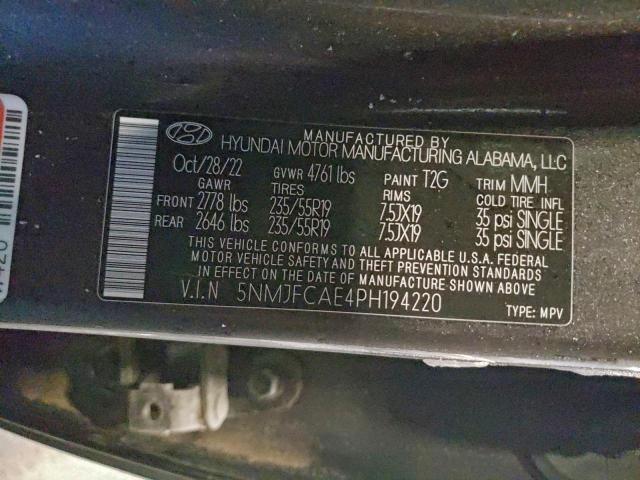 MANUFACTURED BY
HYUNDAI MOTOR MANUFACTURING ALABAMA, LLC
Oct/28/22 GVWR 4761 lbs PAINT T2G TRIM MMH
GAWR TIRES RIMS COLD TIRE INFL
FRONT 2778 lbs 235/55R19 7.5JX19 35 psi SINGLE
REAR 2646 lbs 235/55R19 7.5JX19 35 psi SINGLE
THIS VEHICLE CONFORMS TO ALL APPLICABLE U.S.A. FEDERAL
MOTOR VEHICLE SAFETY AND THEFT PREVENTION STANDARDS
IN EFFECT ON THE DATE OF MANUFACTURE SHOWN ABOVE
V.I.N 5NMJFCAE4PH194220 TYPE: MPV